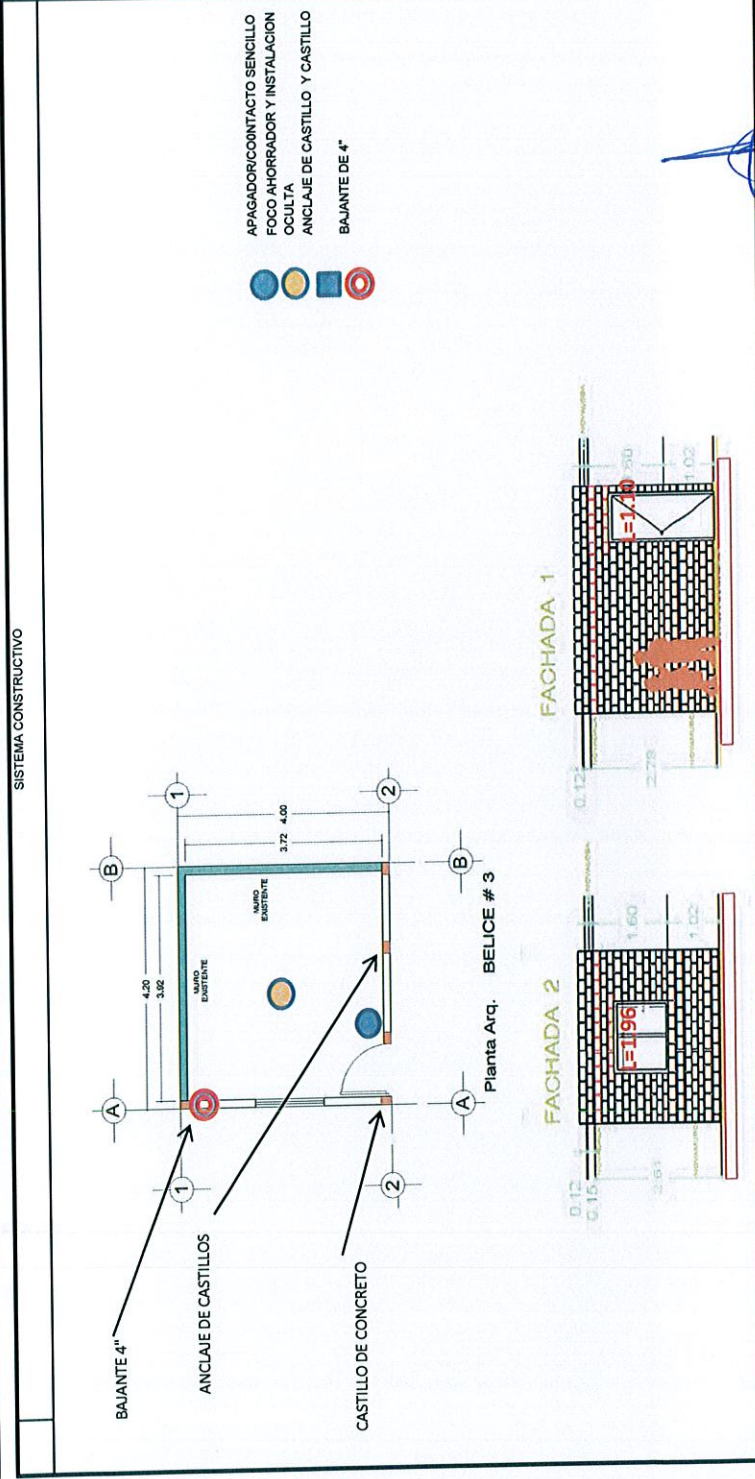 SISTEMA CONSTRUCTIVO
APAGADOR/COONTACTO SENCILLO
FOCO AHORRADOR Y INSTALACION
OCULTA
ANCLAJE DE CASTILLO Y CASTILLO
BAJANTE DE 4"
BAJANTE 4"
ANCLAJE DE CASTILLOS
CASTILLO DE CONCRETO
A
B
4.20
3.92
1
1
MURO
EXISTENTE
MURO
EXISTENTE
3.72
4.00
2
2
A
B
Planta Arq. BELICE # 3
FACHADA 2
0.12
0.15
2.61
L=1.96
1.60
1.02
FACHADA 1
0.12
2.79
L=1.10
1.02